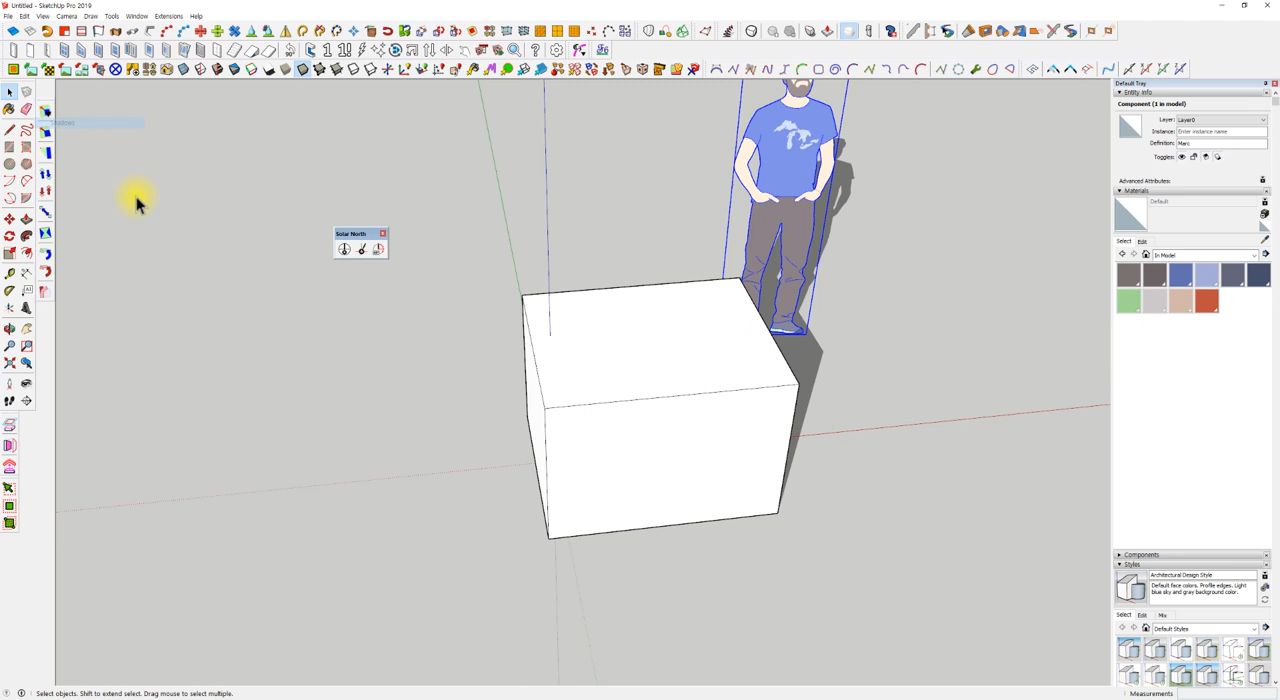 Untitled - SketchUp Pro 2019
File Edit View Camera Draw Tools Window Extensions Help
Shadows
Solar North
Default Tray
Entity Info
Component (1 in model)
Layer: Layer0
Instance: Enter instance name
Definition: Marc
Toggles:
Advanced Attributes:
Materials
Default
Select Edit
In Model
Components
Styles
Architectural Design Style
Default face colors. Profile edges. Light blue sky and gray background color.
Select Edit Mix
Default Styles
Select objects. Shift to extend select. Drag mouse to select multiple.
Measurements